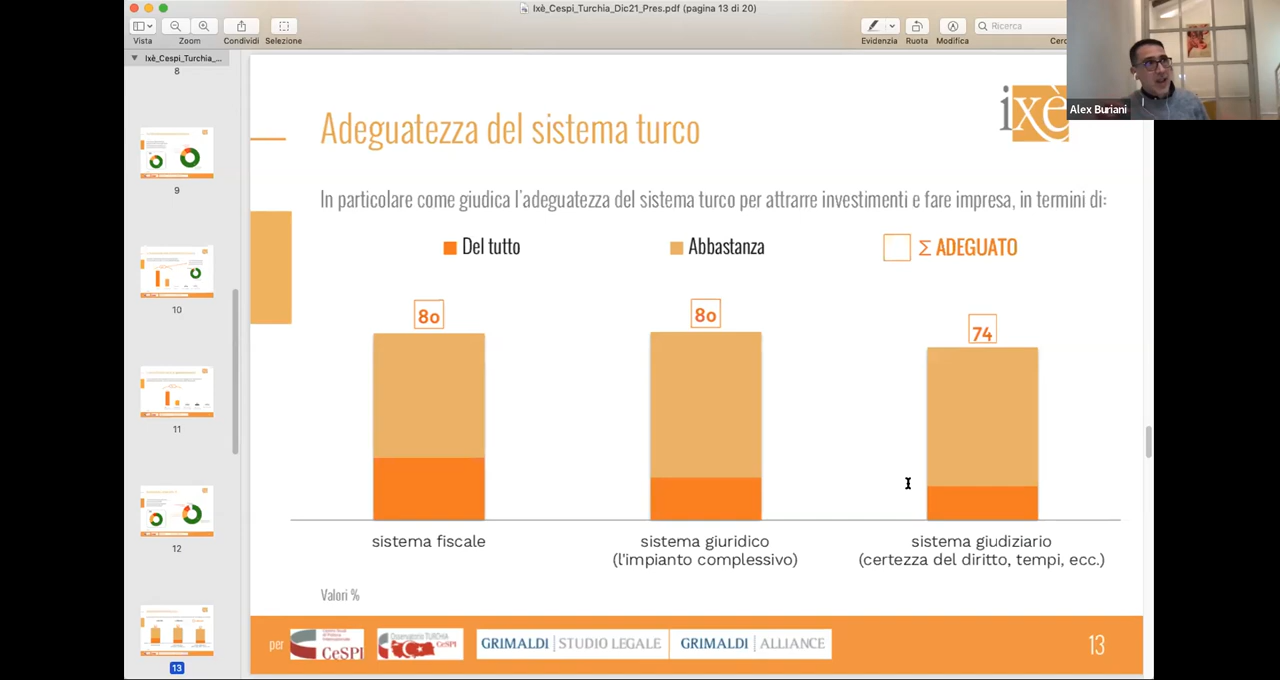 Ixè_Cespi_Turchia_Dic21_Pres.pdf (pagina 13 di 20)
Vista
Zoom
Condividi
Selezione
Evidenzia
Ruota
Modifica
Ricerca
Ixè_Cespi_Turchia_...
8
9
10
11
12
13
Alex Buriani
ixè
Adeguatezza del sistema turco
In particolare come giudica l'adeguatezza del sistema turco per attrarre investimenti e fare impresa, in termini di:
Del tutto
Abbastanza
Σ ADEGUATO
80
80
74
sistema fiscale
sistema giuridico
(l'impianto complessivo)
sistema giudiziario
(certezza del diritto, tempi, ecc.)
Valori %
per
CeSPI
Osservatorio TURCHIA
CeSPI
GRIMALDI | STUDIO LEGALE
GRIMALDI | ALLIANCE
13